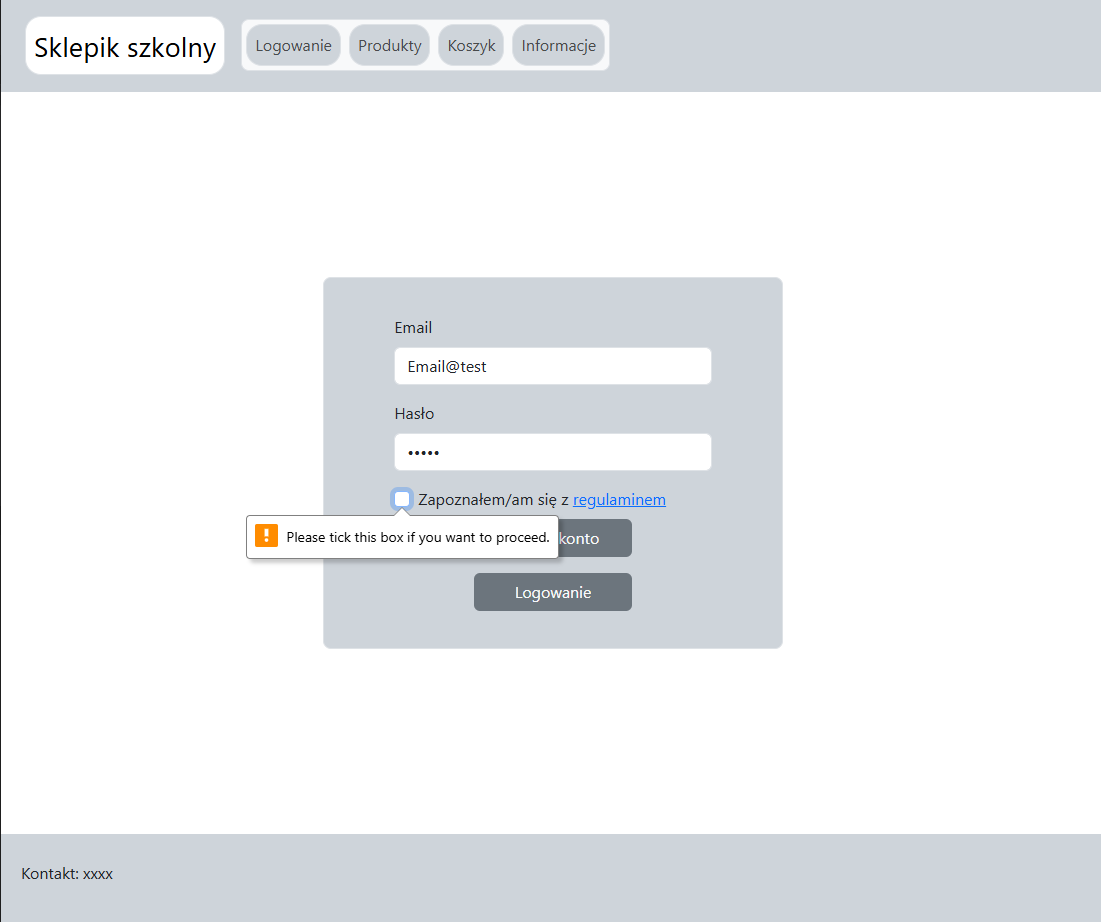 Sklepik szkolny
Logowanie Produkty Koszyk Informacje
Email
Email@test
Hasło
•••••
Zapoznałem/am się z regulaminem
Please tick this box if you want to proceed.
konto
Logowanie
Kontakt: xxxx